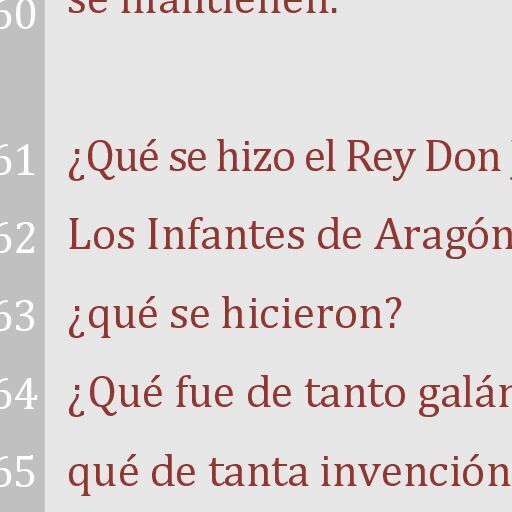 60 se mantienen.
61 ¿Qué se hizo el Rey Don
62 Los Infantes de Aragón
63 ¿qué se hicieron?
64 ¿Qué fue de tanto galán
65 qué de tanta invención